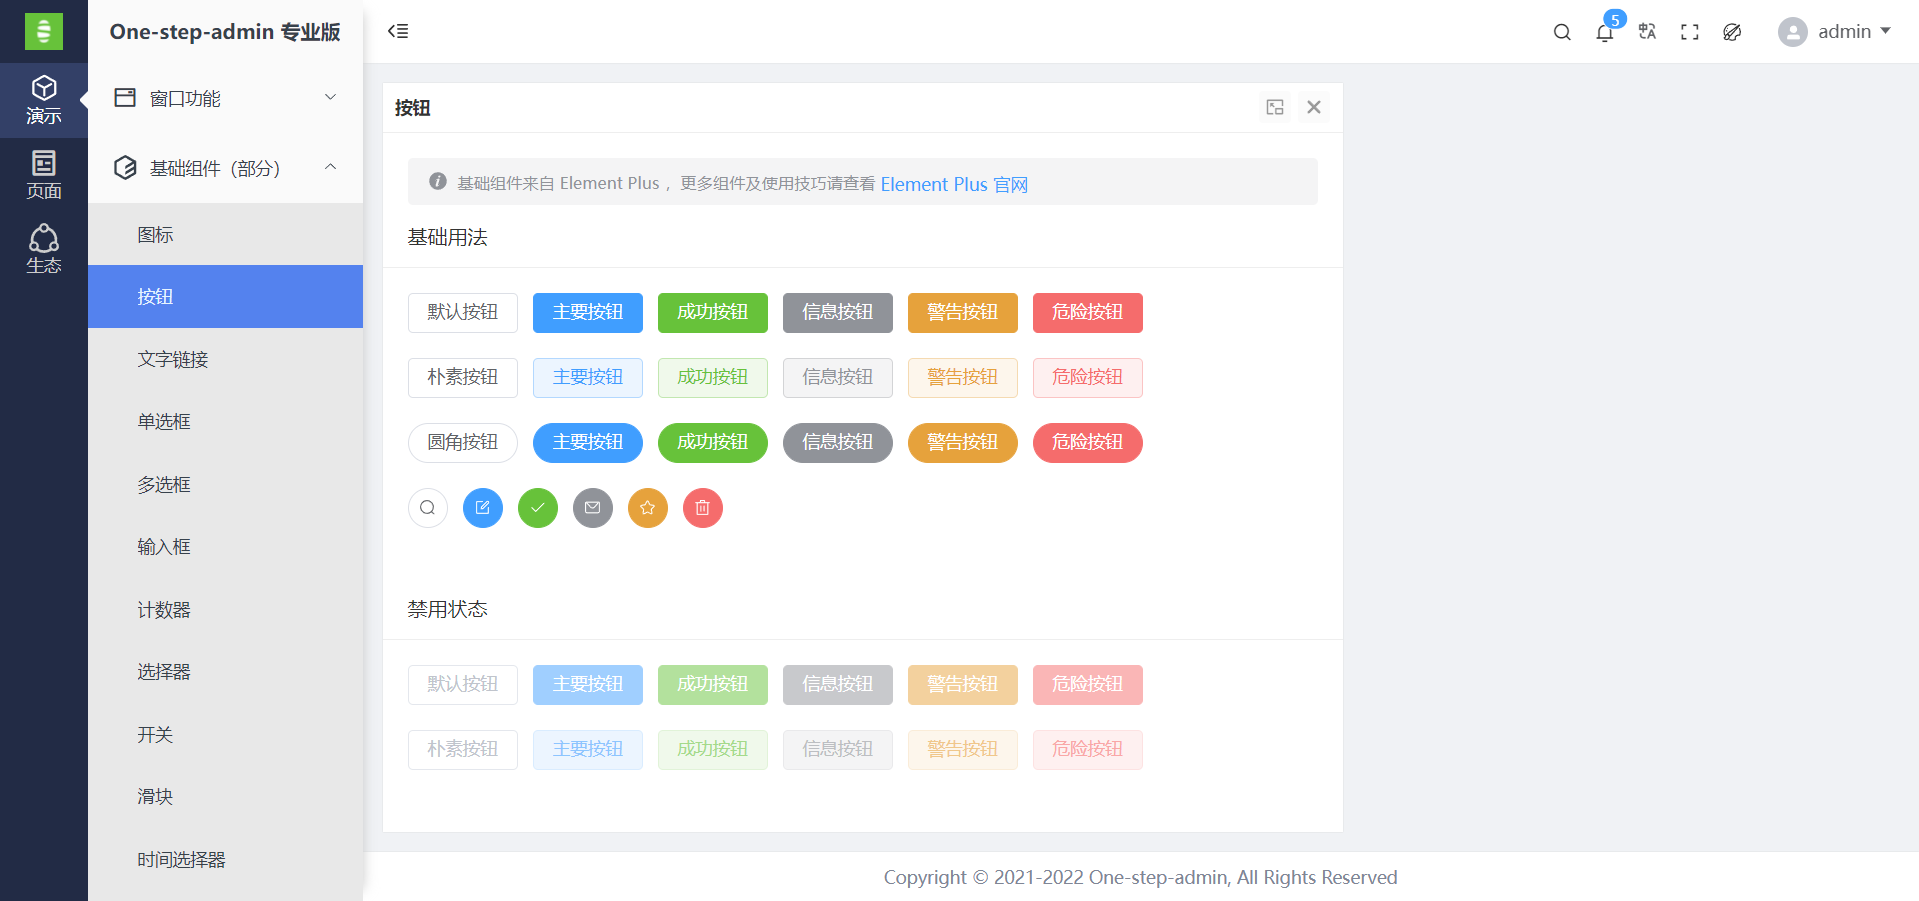 One-step-admin 专业版
5
admin
演示
页面
生态
窗口功能
基础组件（部分）
图标
按钮
文字链接
单选框
多选框
输入框
计数器
选择器
开关
滑块
时间选择器
按钮
基础组件来自 Element Plus ，更多组件及使用技巧请查看 Element Plus 官网
基础用法
默认按钮 主要按钮 成功按钮 信息按钮 警告按钮 危险按钮
朴素按钮 主要按钮 成功按钮 信息按钮 警告按钮 危险按钮
圆角按钮 主要按钮 成功按钮 信息按钮 警告按钮 危险按钮
禁用状态
默认按钮 主要按钮 成功按钮 信息按钮 警告按钮 危险按钮
朴素按钮 主要按钮 成功按钮 信息按钮 警告按钮 危险按钮
Copyright © 2021-2022 One-step-admin, All Rights Reserved